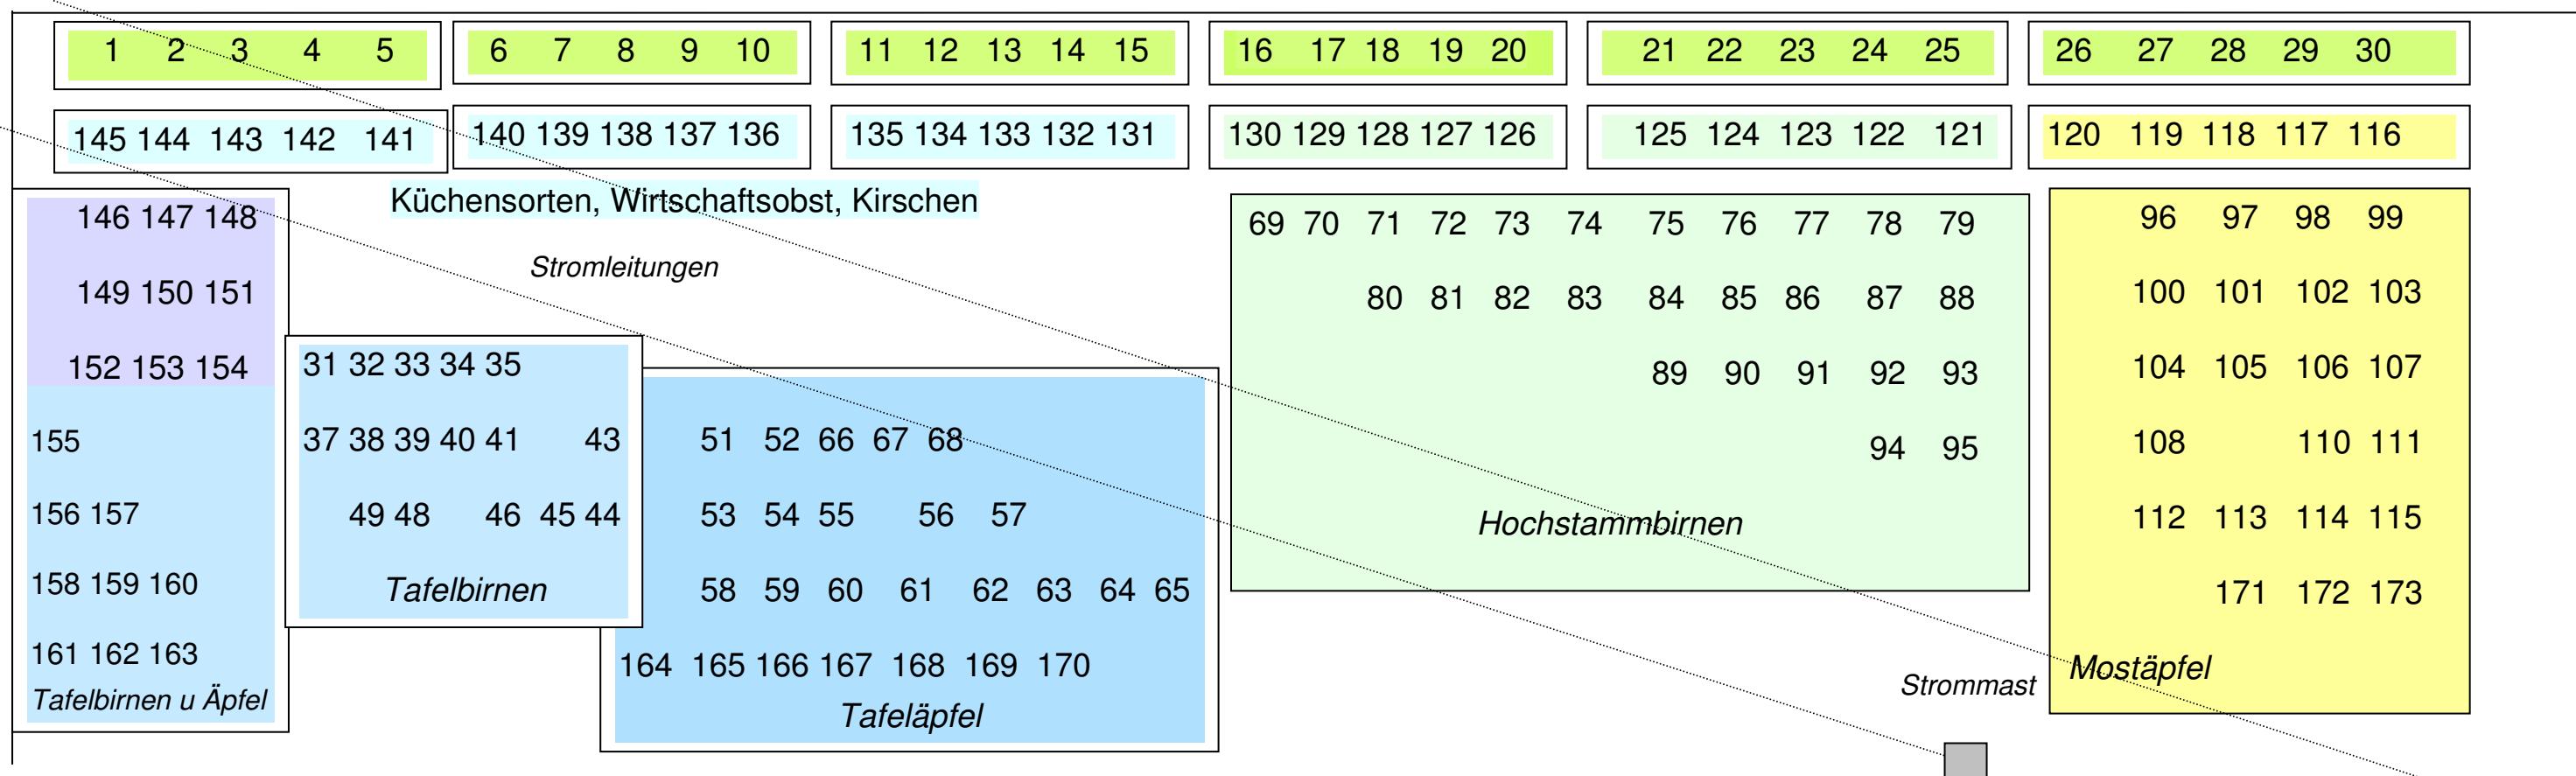 1 2 3 4 5 6 7 8 9 10 11 12 13 14 15 16 17 18 19 20 21 22 23 24 25 26 27 28 29 30
145 144 143 142 141 140 139 138 137 136 135 134 133 132 131 130 129 128 127 126 125 124 123 122 121 120 119 118 117 116
Küchensorten, Wirtschaftsobst, Kirschen
146 147 148
149 150 151
152 153 154
155
156 157
158 159 160
161 162 163
Tafelbirnen u Äpfel
Stromleitungen
31 32 33 34 35
37 38 39 40 41 43
49 48 46 45 44
Tafelbirnen
51 52 66 67 68
53 54 55 56 57
58 59 60 61 62 63 64 65
164 165 166 167 168 169 170
Tafeläpfel
69 70 71 72 73 74 75 76 77 78 79
80 81 82 83 84 85 86 87 88
89 90 91 92 93
94 95
Hochstammbirnen
96 97 98 99
100 101 102 103
104 105 106 107
108 110 111
112 113 114 115
171 172 173
Mostäpfel
Strommast